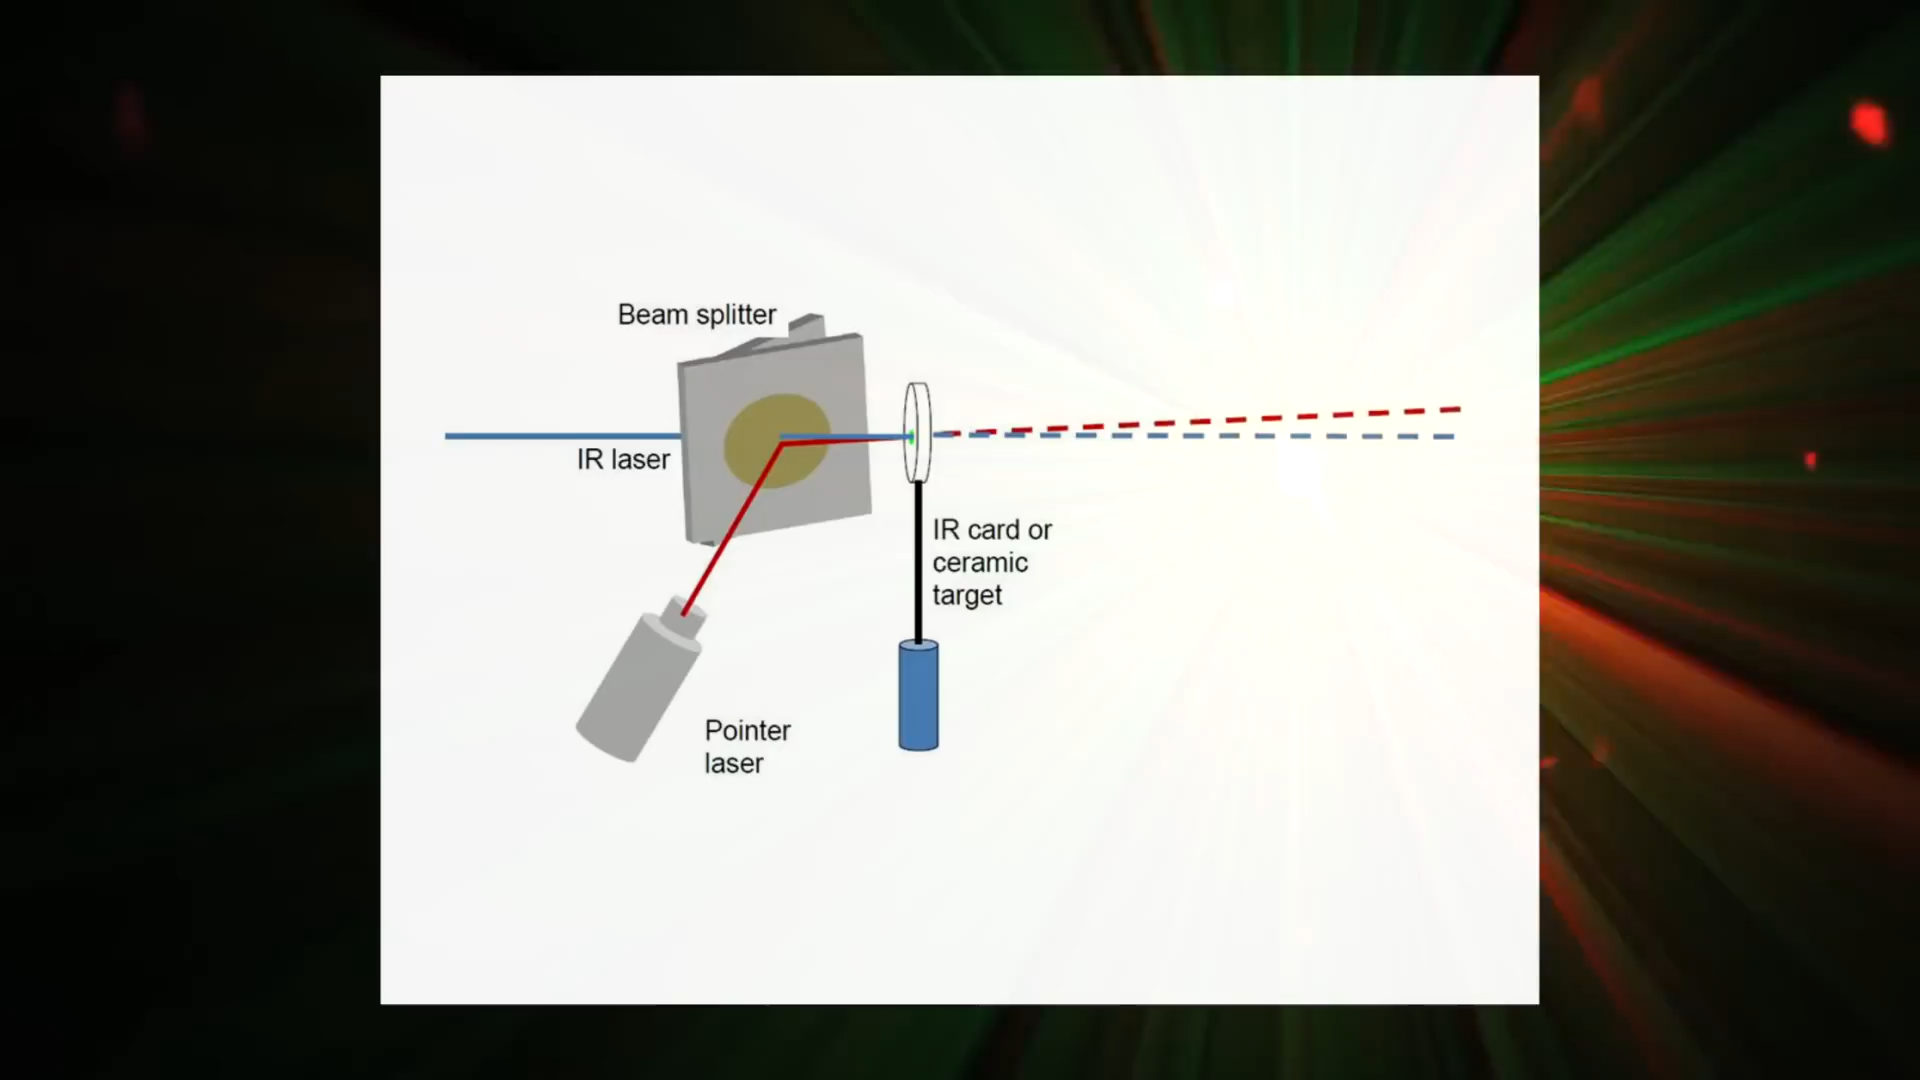 Beam splitter
IR laser
IR card or
ceramic
target
Pointer
laser